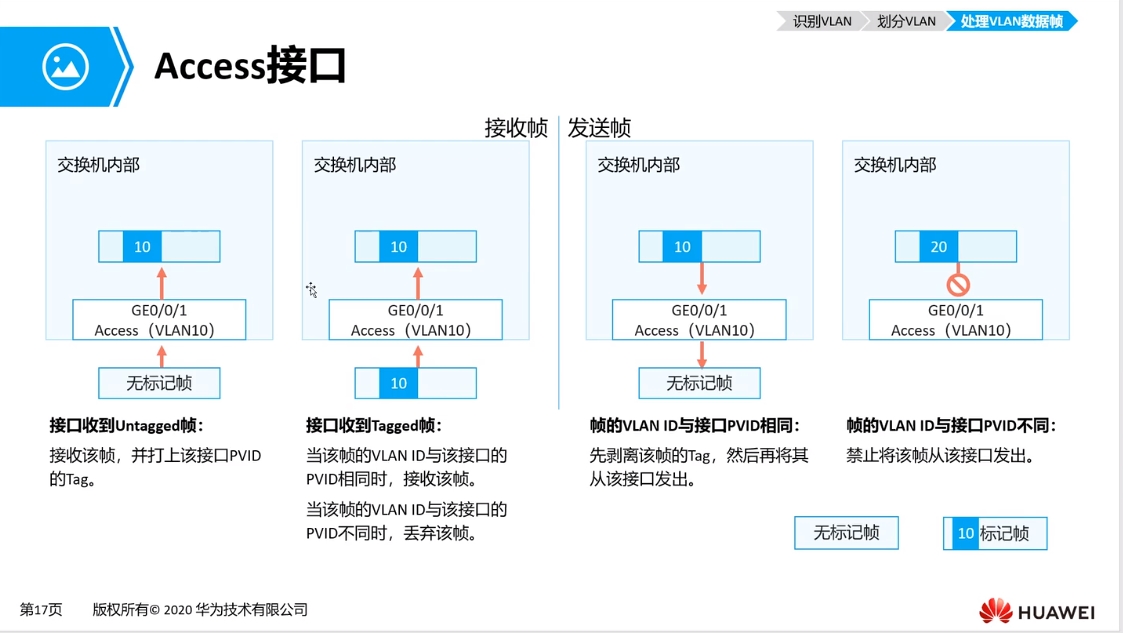 识别VLAN
划分VLAN
处理VLAN数据帧
Access接口
接收帧
发送帧
交换机内部
10
GE0/0/1
Access（VLAN10）
无标记帧
接口收到Untagged帧：
接收该帧，并打上该接口PVID
的Tag。
交换机内部
10
GE0/0/1
Access（VLAN10）
10
接口收到Tagged帧：
当该帧的VLAN ID与该接口的
PVID相同时，接收该帧。
当该帧的VLAN ID与该接口的
PVID不同时，丢弃该帧。
交换机内部
10
GE0/0/1
Access（VLAN10）
无标记帧
帧的VLAN ID与接口PVID相同：
先剥离该帧的Tag，然后再将其
从该接口发出。
交换机内部
20
GE0/0/1
Access（VLAN10）
帧的VLAN ID与接口PVID不同：
禁止将该帧从该接口发出。
无标记帧
10 标记帧
第17页
版权所有© 2020 华为技术有限公司
HUAWEI